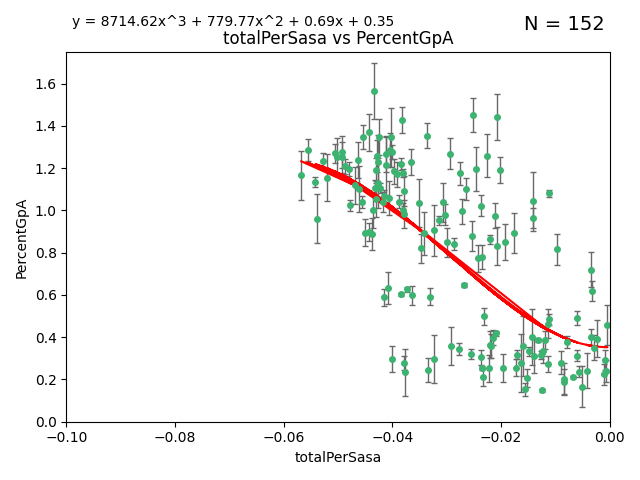 y = 8714.62x^3 + 779.77x^2 + 0.69x + 0.35
N = 152
totalPerSasa vs PercentGpA
1.6
1.4
1.2
1.0
0.8
0.6
0.4
0.2
0.0
PercentGpA
−0.10 −0.08 −0.06 −0.04 −0.02 0.00
totalPerSasa